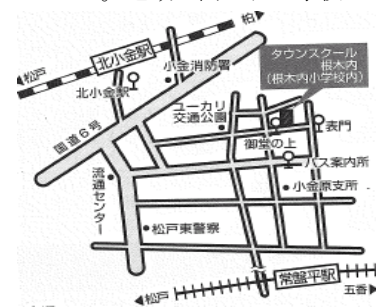 柏▶
北小金駅
◀松戸
小金消防署
タウンスクール
根木内
(根木内小学校内)
北小金駅
ユーカリ
交通公園
国道6号
表門
御堂の上
バス案内所
流通センター
小金原支所
松戸東警察
常盤平駅
◀松戸
五香▶